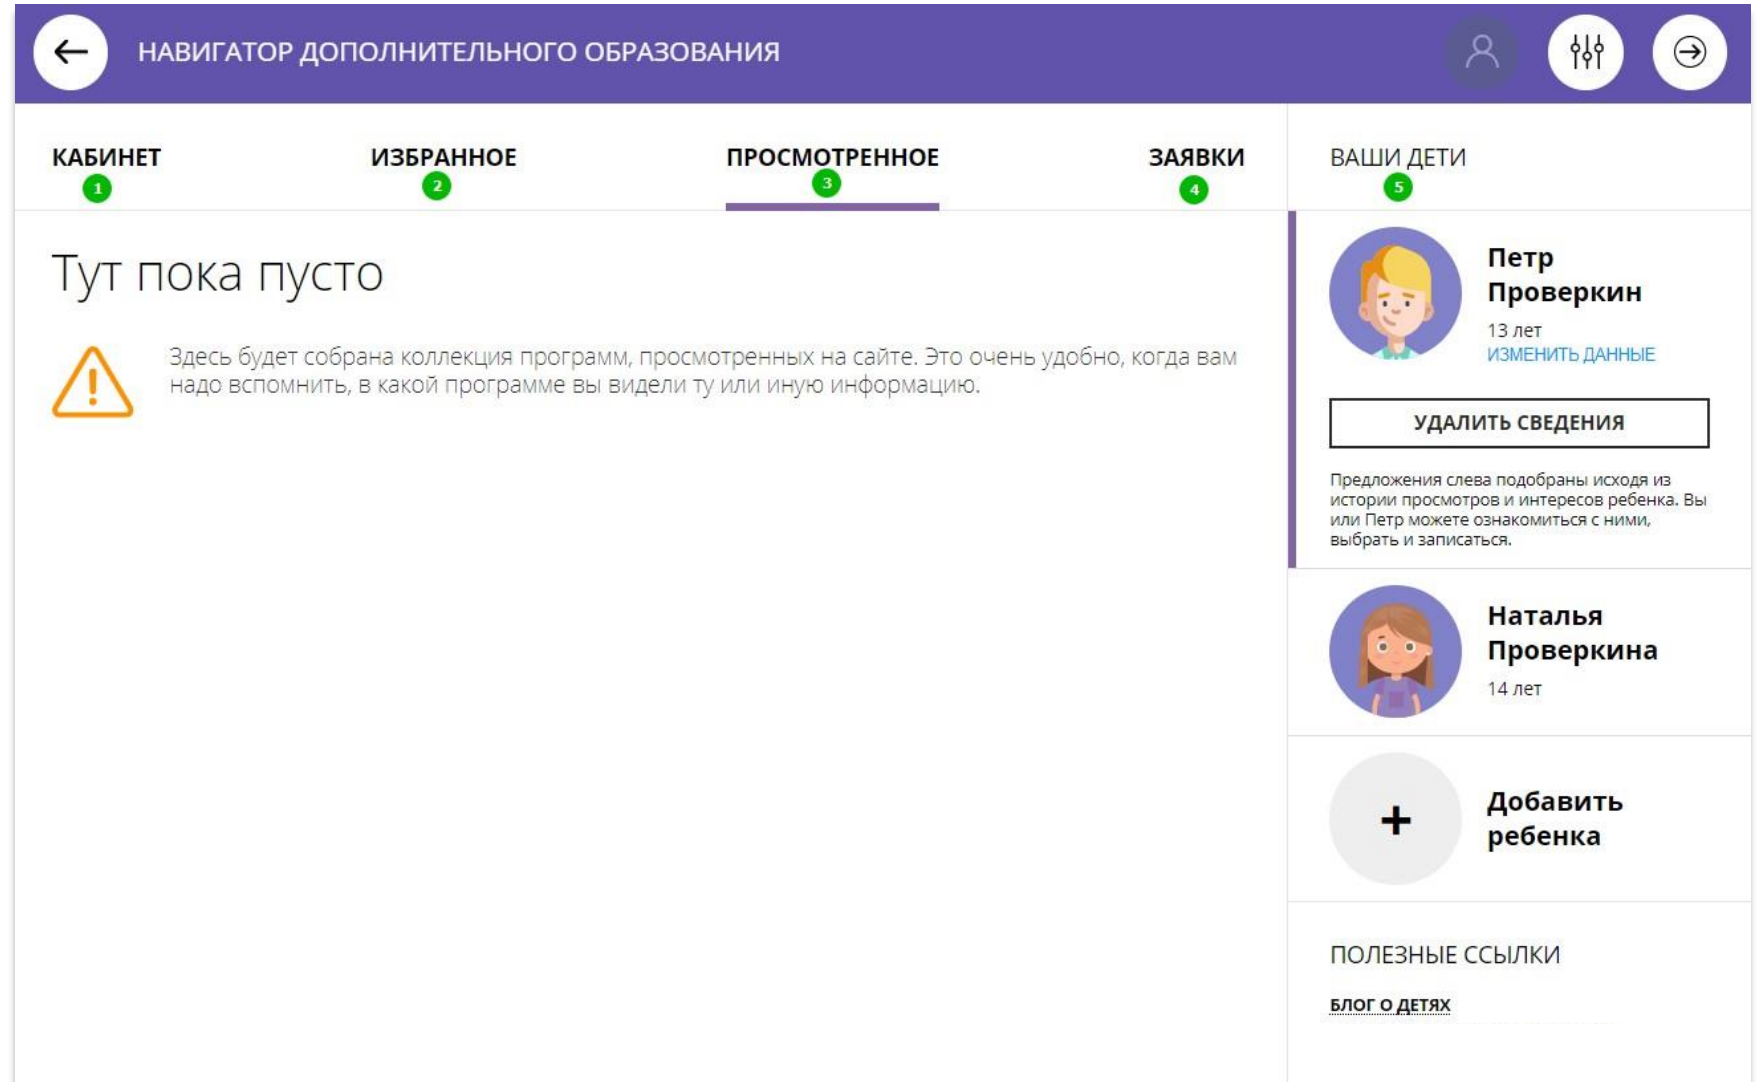 НАВИГАТОР ДОПОЛНИТЕЛЬНОГО ОБРАЗОВАНИЯ
КАБИНЕТ
1
ИЗБРАННОЕ
2
ПРОСМОТРЕННОЕ
3
ЗАЯВКИ
4
Тут пока пусто
Здесь будет собрана коллекция программ, просмотренных на сайте. Это очень удобно, когда вам
надо вспомнить, в какой программе вы видели ту или иную информацию.
ВАШИ ДЕТИ
5
Петр
Проверкин
13 лет
ИЗМЕНИТЬ ДАННЫЕ
УДАЛИТЬ СВЕДЕНИЯ
Предложения слева подобраны исходя из
истории просмотров и интересов ребенка. Вы
или Петр можете ознакомиться с ними,
выбрать и записаться.
Наталья
Проверкина
14 лет
Добавить
ребенка
ПОЛЕЗНЫЕ ССЫЛКИ
БЛОГ О ДЕТЯХ